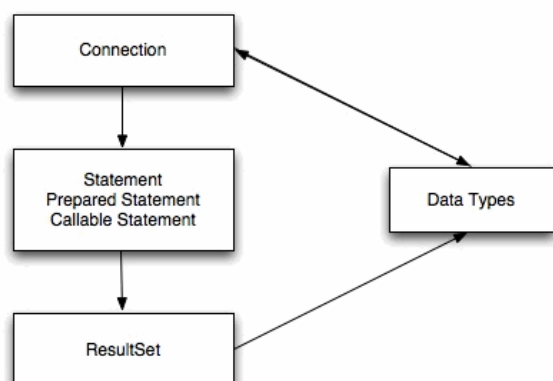 Connection
Statement
Prepared Statement
Callable Statement
Data Types
ResultSet